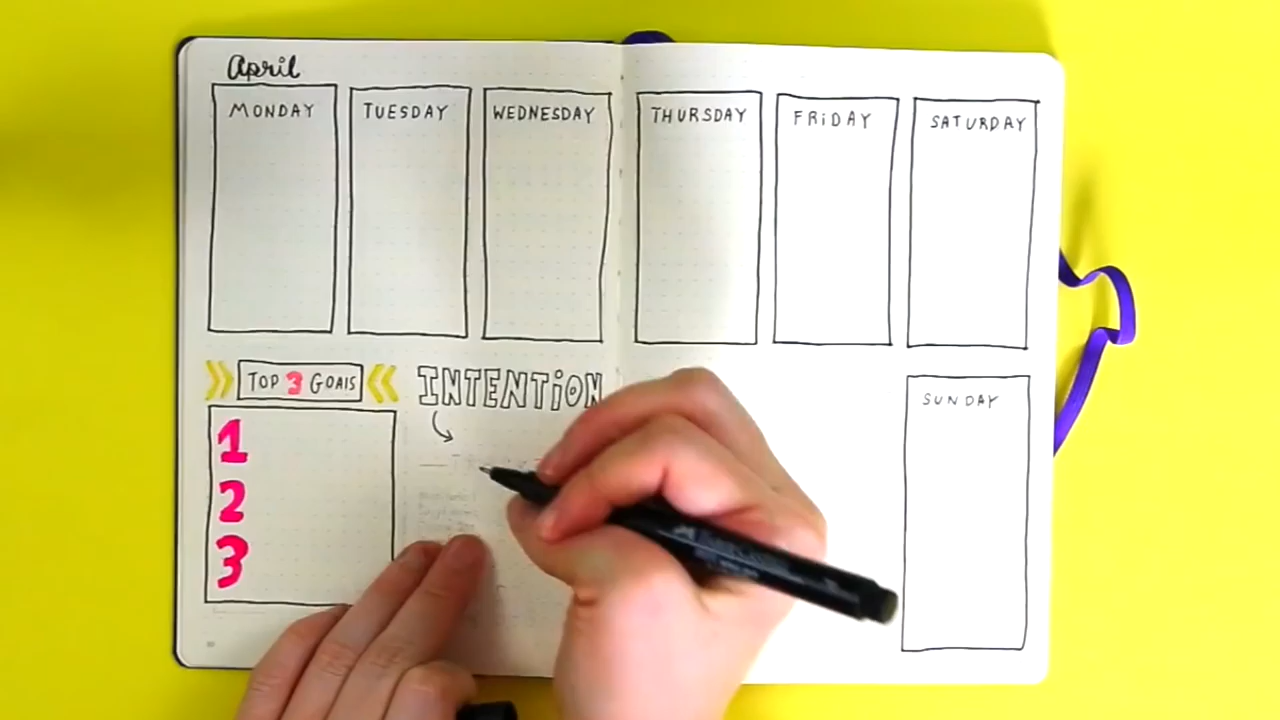 April
MONDAY
TUESDAY
WEDNESDAY
THURSDAY
FRiDAY
SATURDAY
TOP 3 GOALS
INTENTiON
SUNDAY
1
2
3